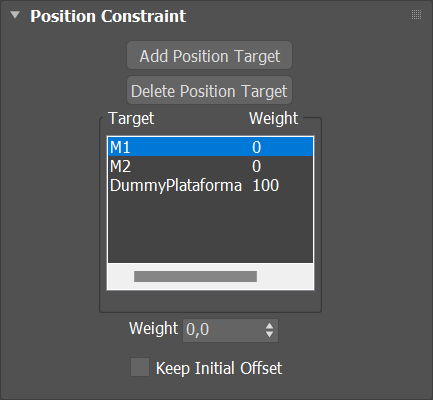 Position Constraint
Add Position Target
Delete Position Target
Target Weight
M1 0
M2 0
DummyPlataforma 100
Weight 0,0
Keep Initial Offset